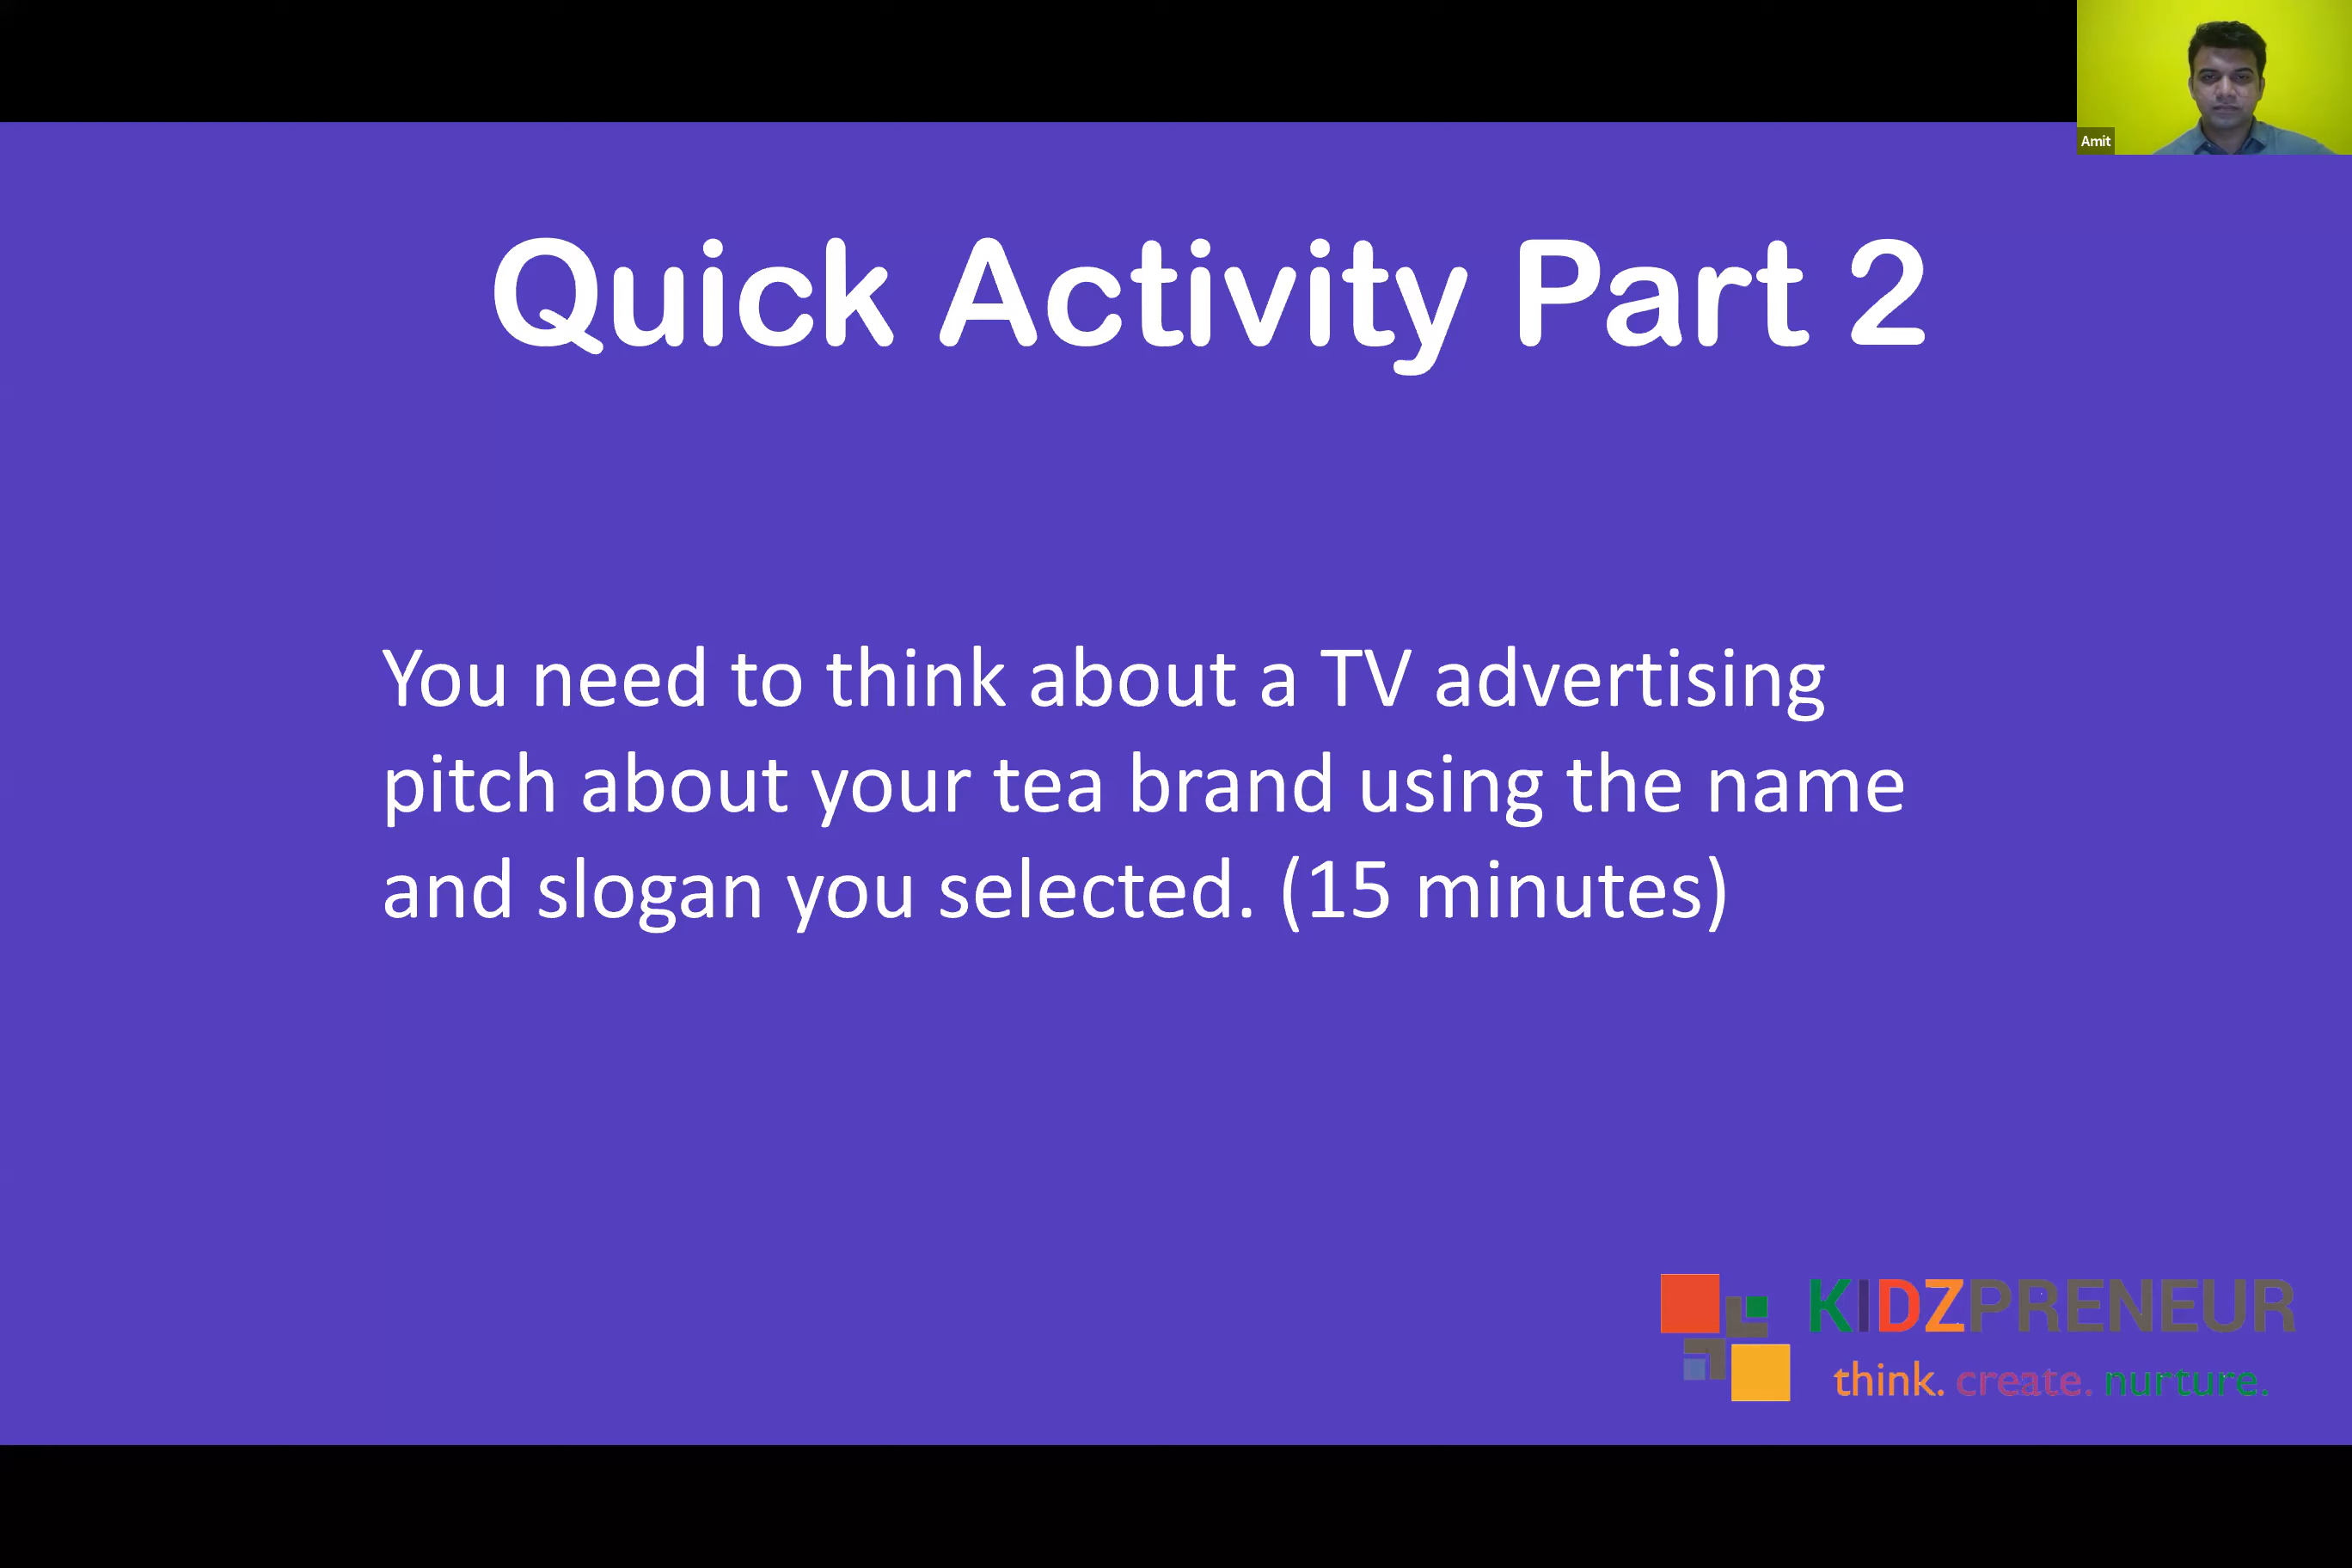 Amit
Quick Activity Part 2
You need to think about a TV advertising
pitch about your tea brand using the name
and slogan you selected. (15 minutes)
KIDZPRENEUR
think. create. nurture.